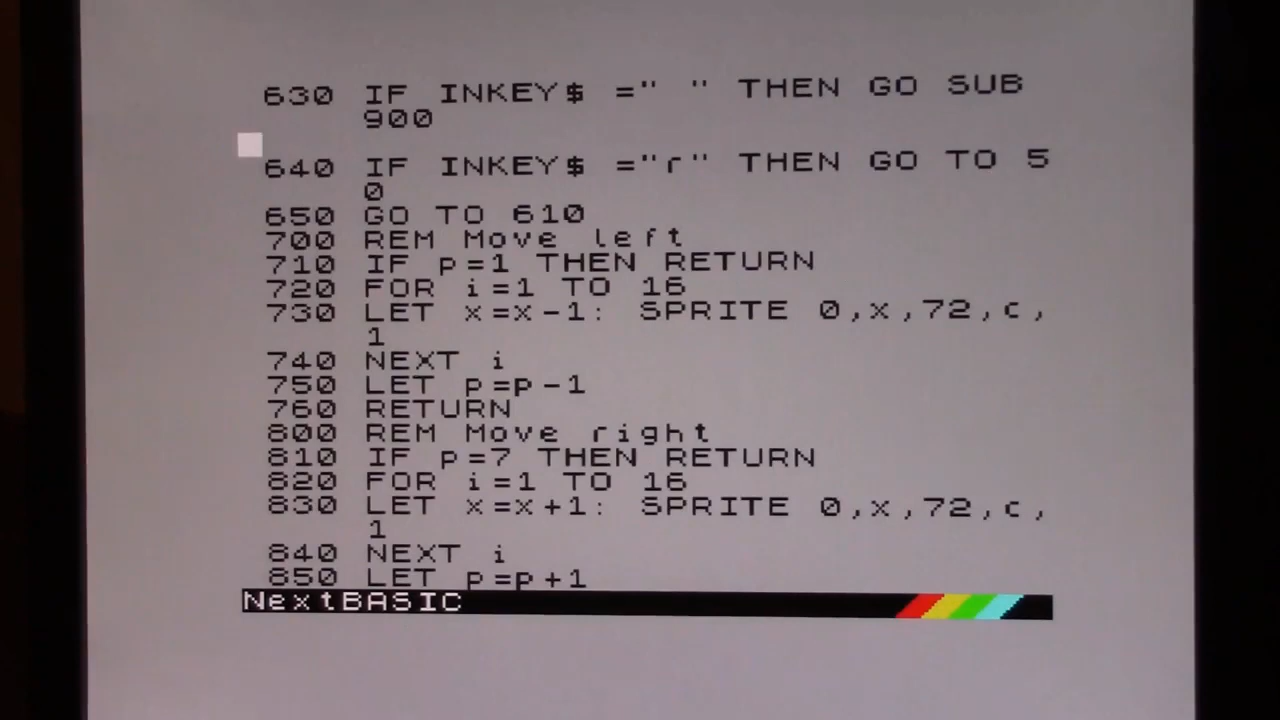 630 IF INKEY$ =" " THEN GO SUB
900
640 IF INKEY$ ="r" THEN GO TO 5
0
650 GO TO 610
700 REM Move left
710 IF p=1 THEN RETURN
720 FOR i=1 TO 16
730 LET x=x-1: SPRITE 0,x,72,c,
1
740 NEXT i
750 LET p=p-1
760 RETURN
800 REM Move right
810 IF p=7 THEN RETURN
820 FOR i=1 TO 16
830 LET x=x+1: SPRITE 0,x,72,c,
1
840 NEXT i
850 LET p=p+1
NextBASIC